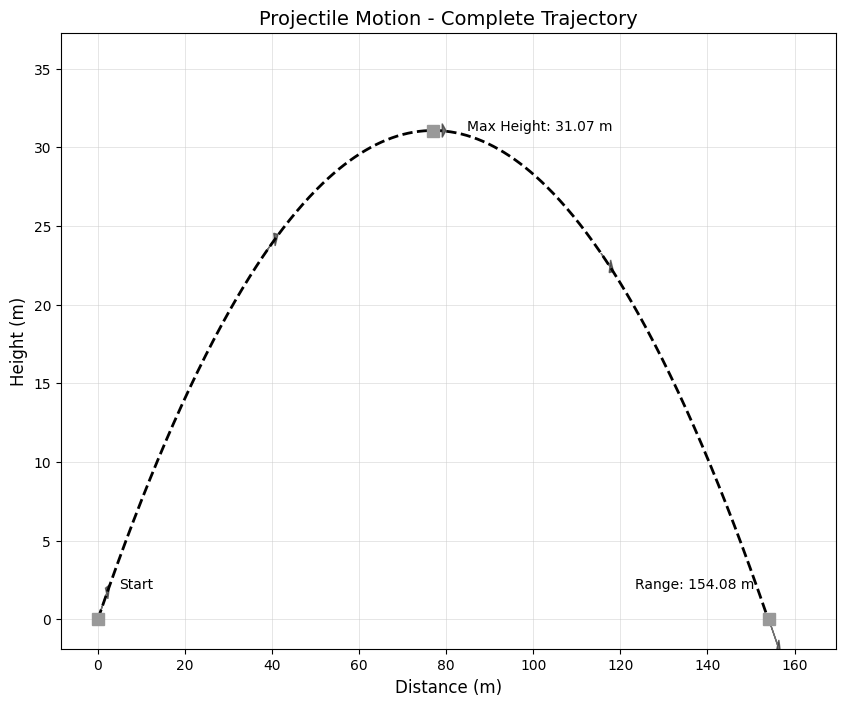 Projectile Motion - Complete Trajectory
Height (m)
35
30
25
20
15
10
5
0
Max Height: 31.07 m
Start
Range: 154.08 m
0 20 40 60 80 100 120 140 160
Distance (m)